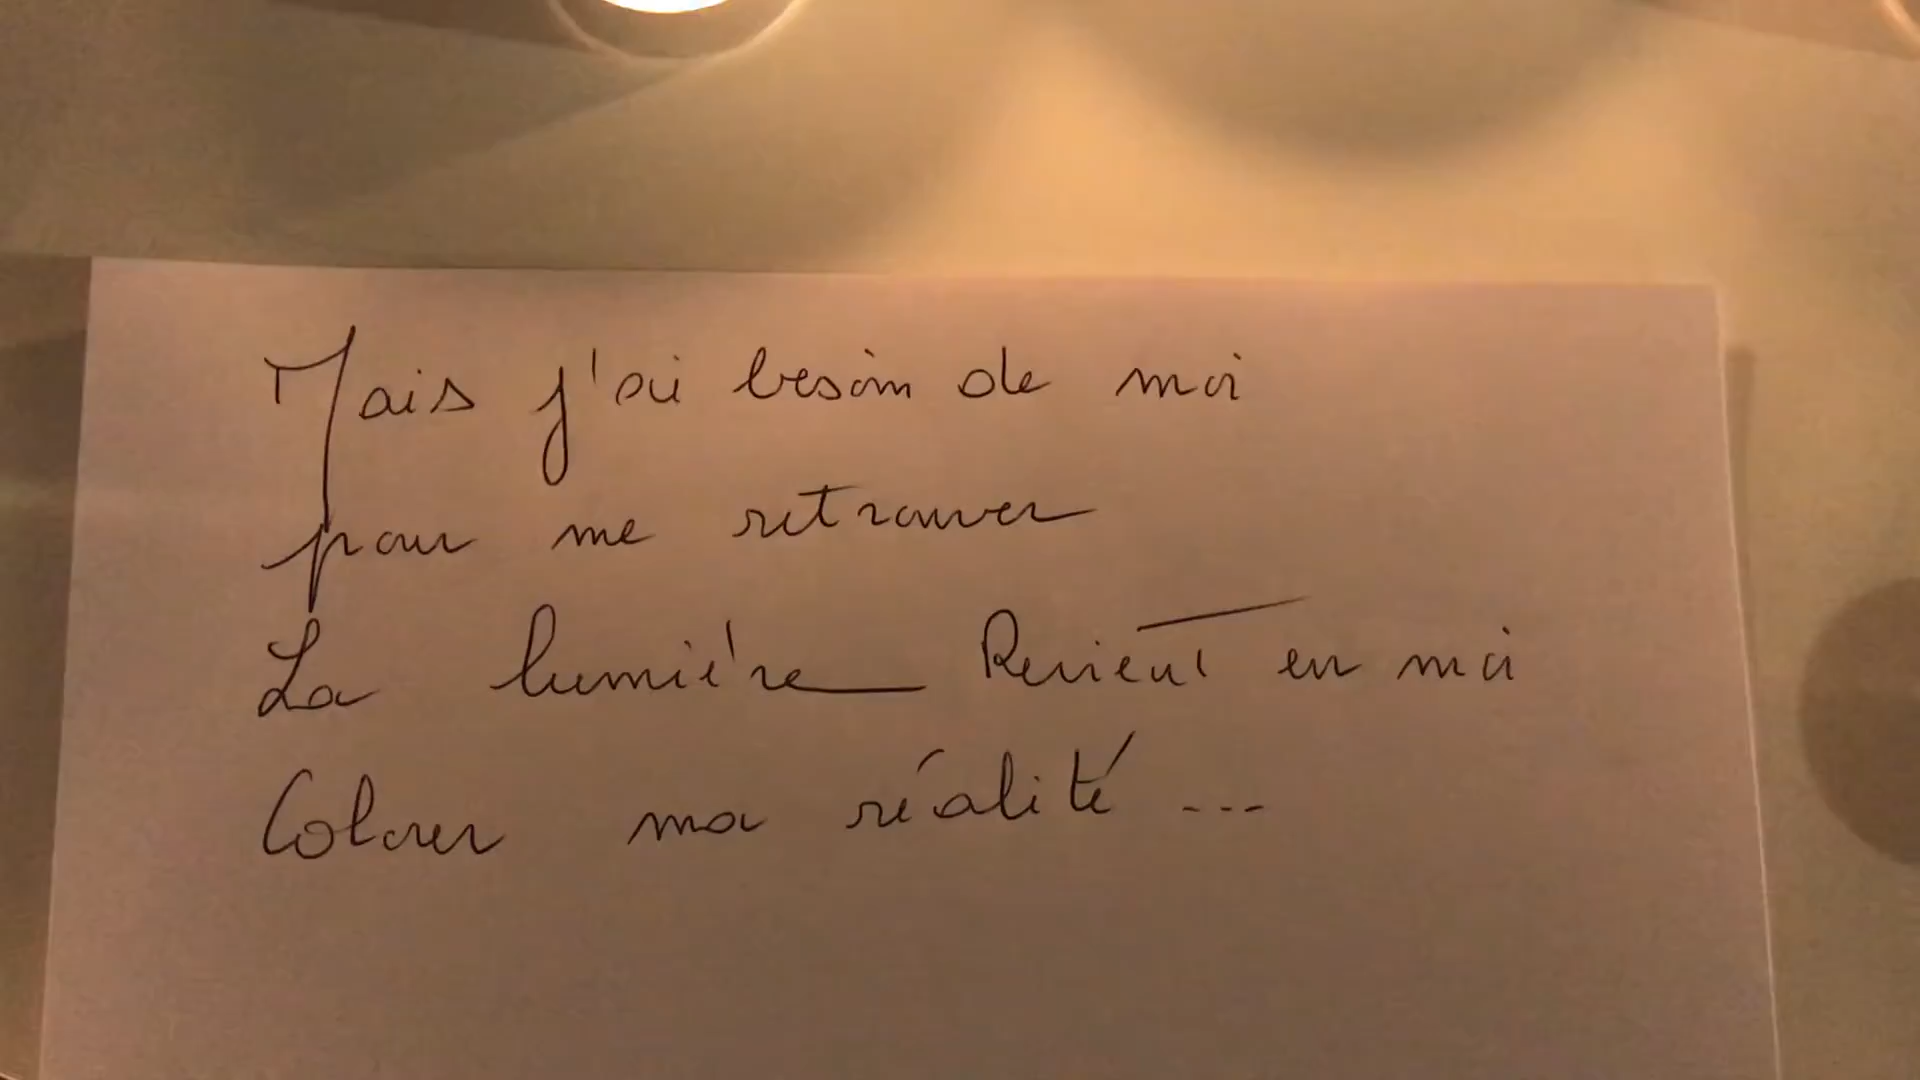 Mais j'ai besoin de moi
pour me retrouver
La lumière Revient en moi
Colorer ma réalité ...